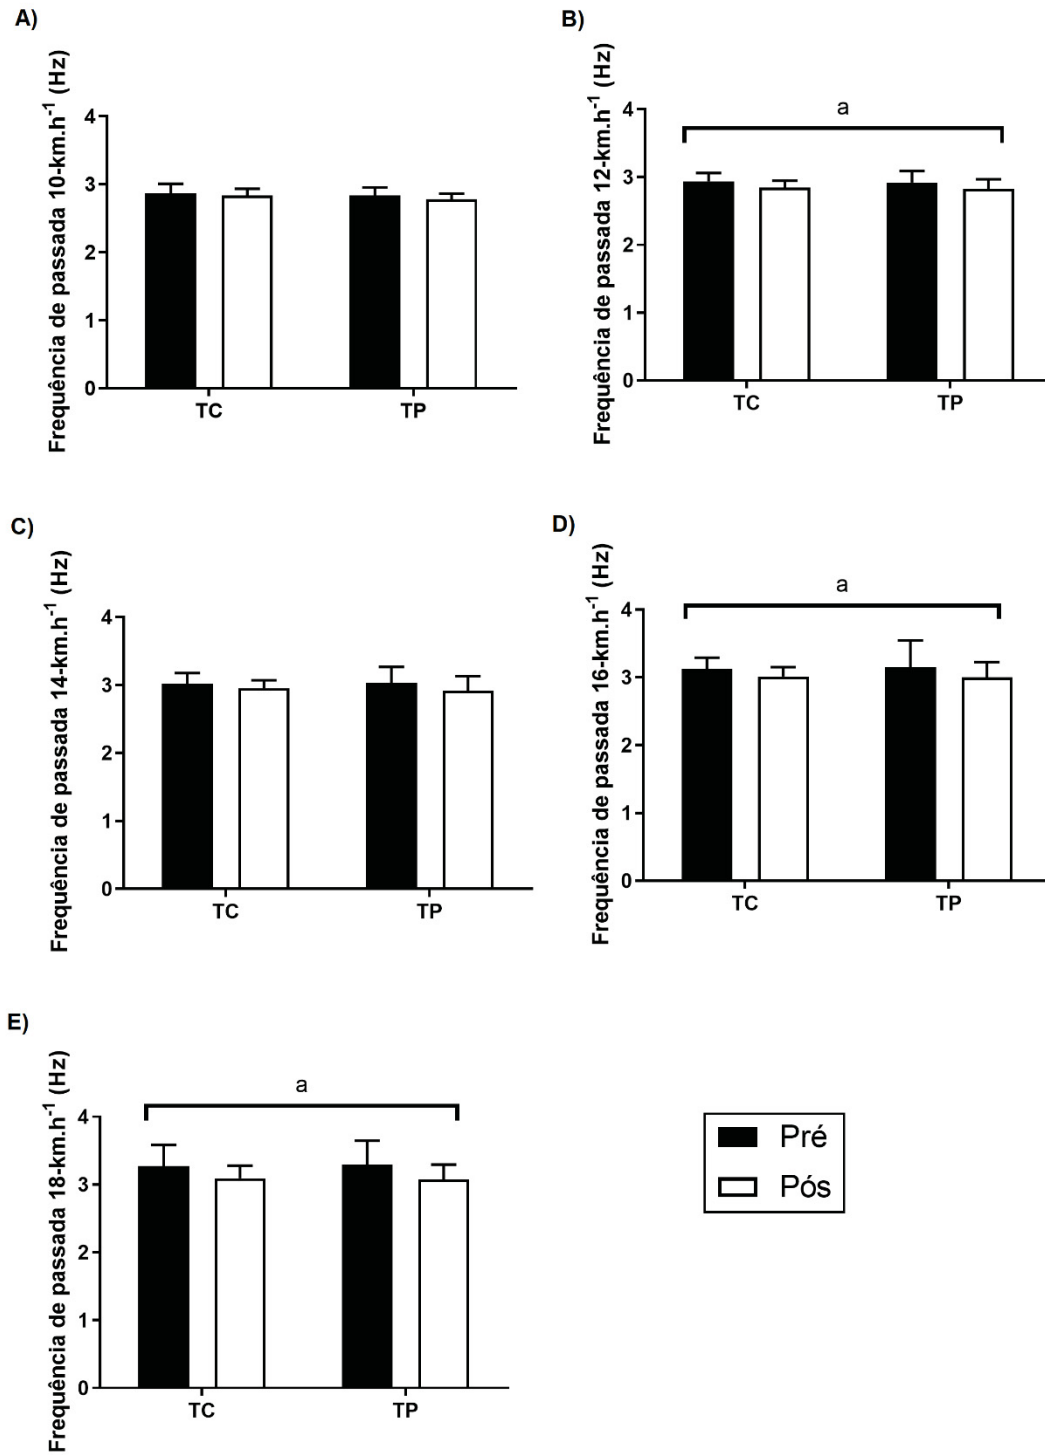 A)
Frequência de passada 10-km.h⁻¹ (Hz)
4
3
2
1
0
TC TP
B)
Frequência de passada 12-km.h⁻¹ (Hz)
a
4
3
2
1
0
TC TP
C)
Frequência de passada 14-km.h⁻¹ (Hz)
4
3
2
1
0
TC TP
D)
Frequência de passada 16-km.h⁻¹ (Hz)
a
4
3
2
1
0
TC TP
E)
Frequência de passada 18-km.h⁻¹ (Hz)
a
4
3
2
1
0
TC TP
Pré
Pós